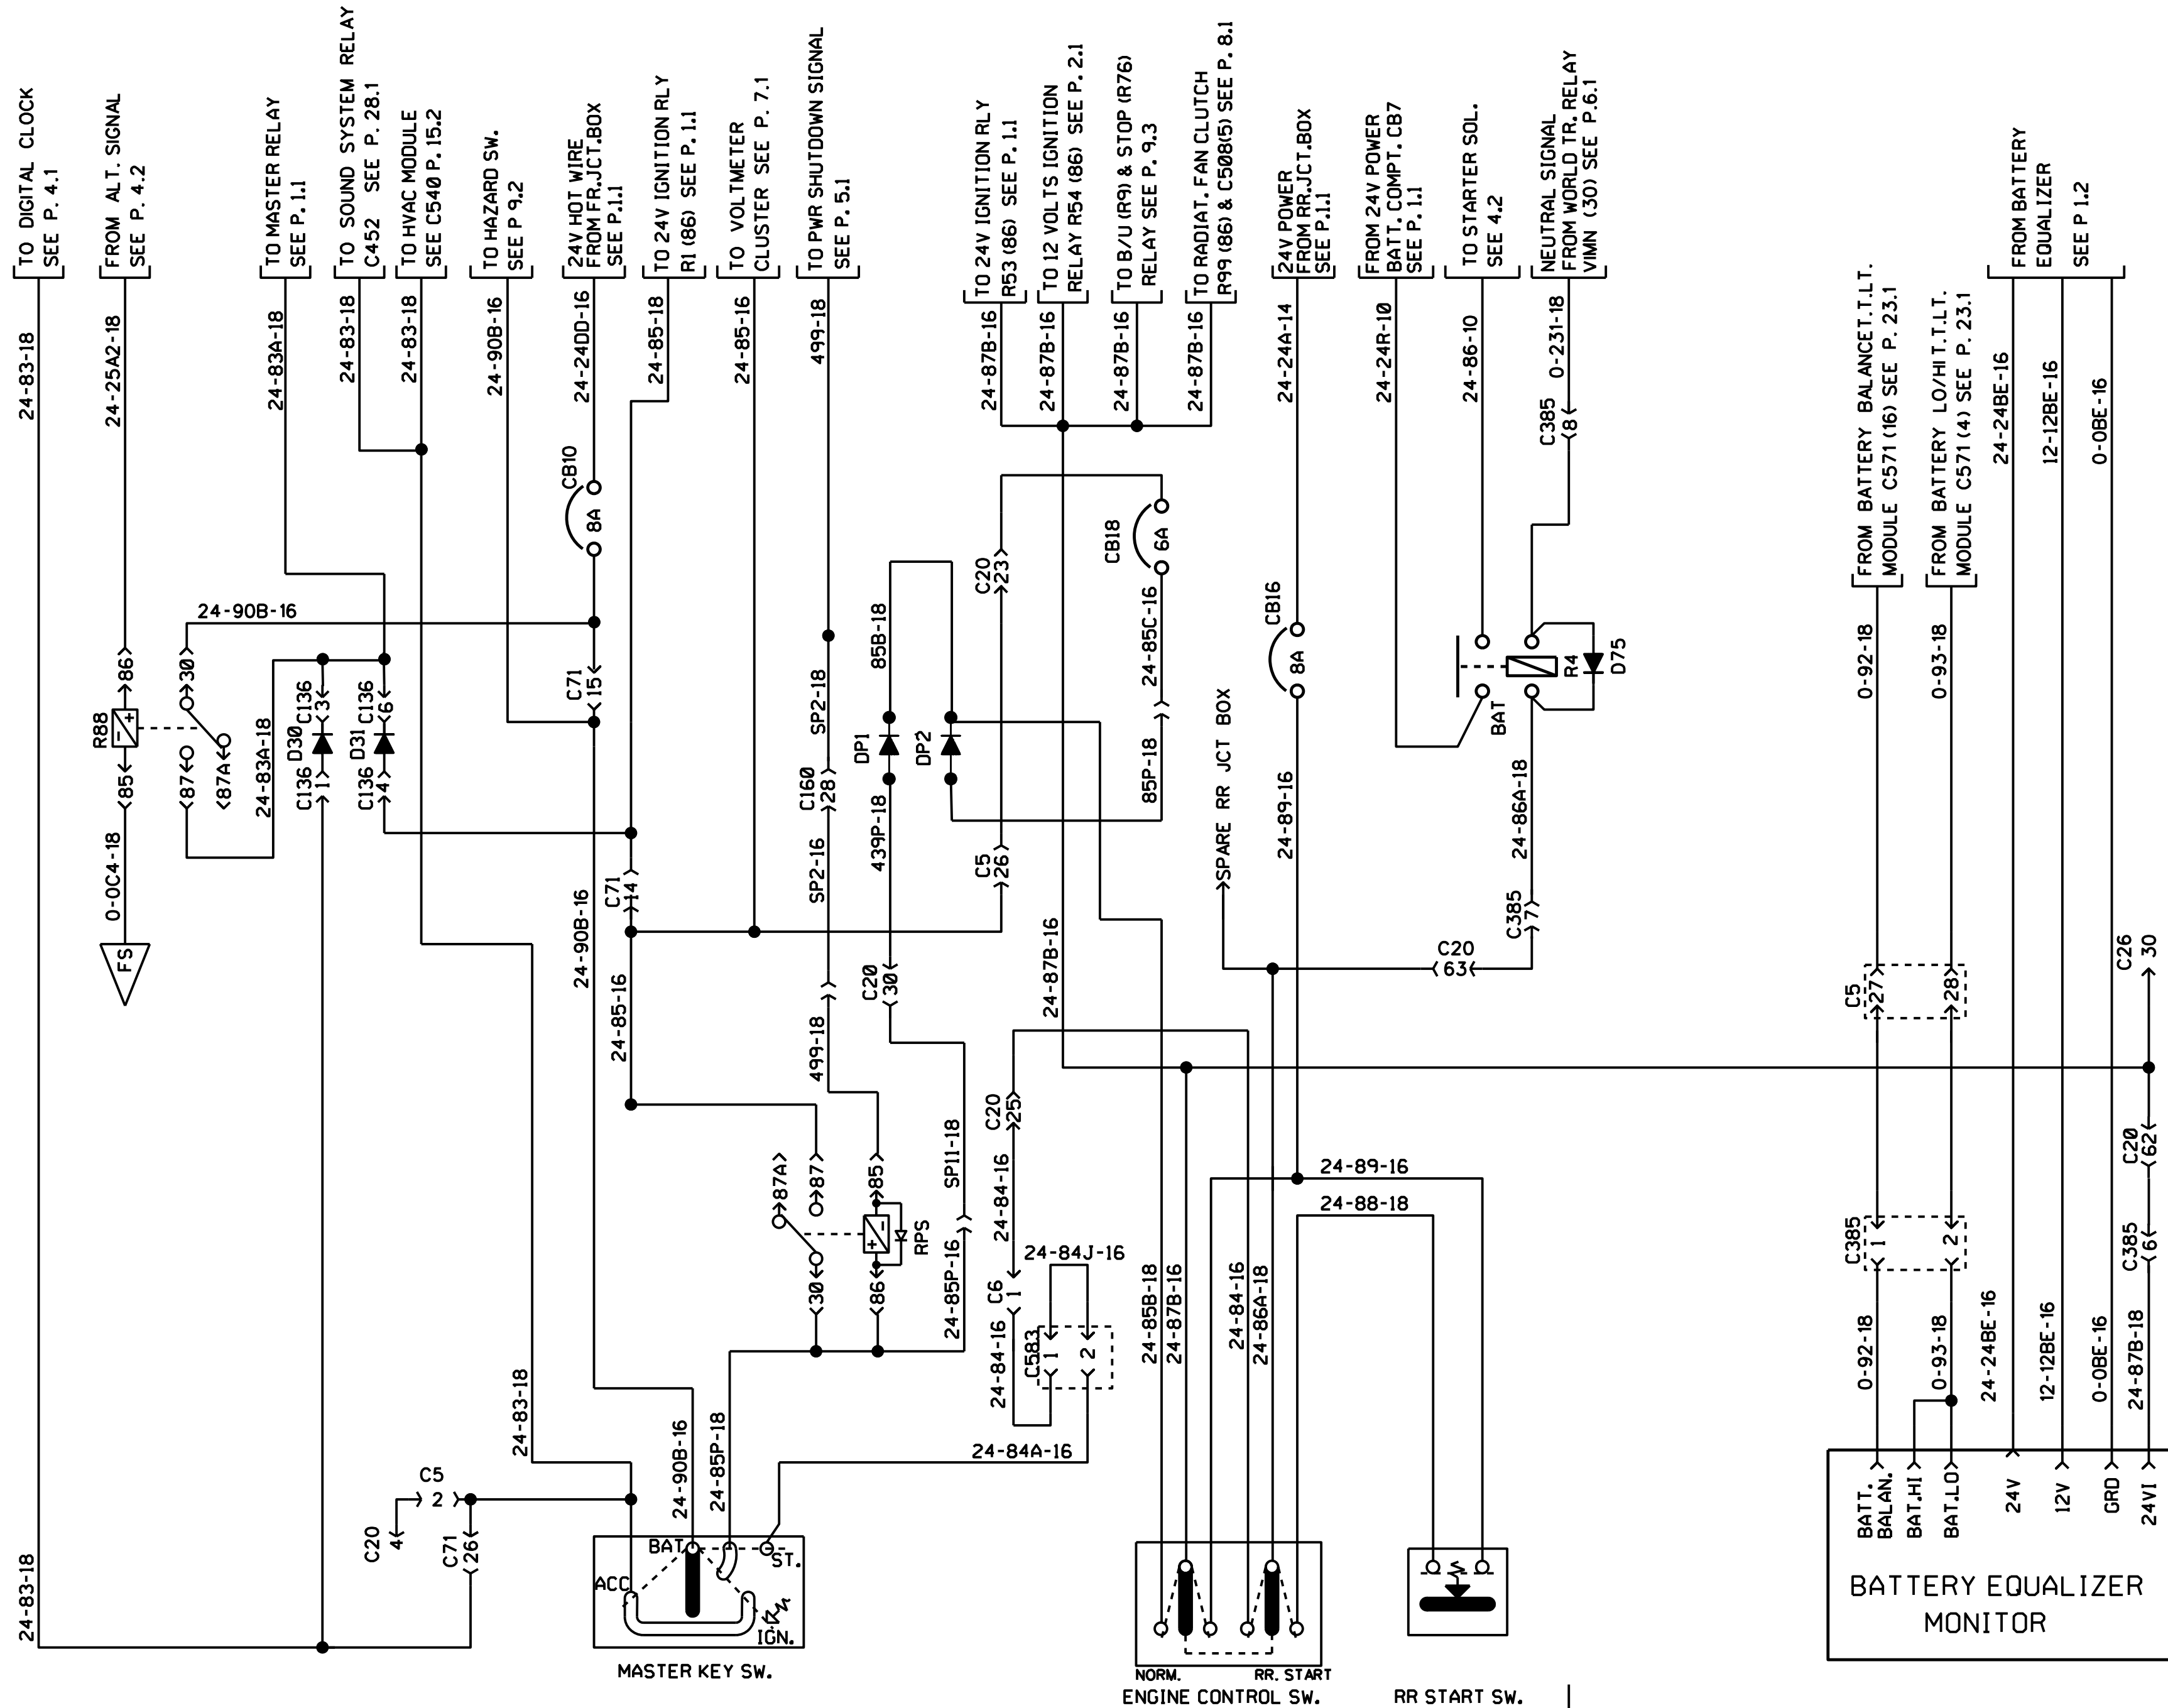 TO DIGITAL CLOCK
SEE P. 4.1
FROM ALT. SIGNAL
SEE P. 4.2
TO MASTER RELAY
SEE P. 1.1
TO SOUND SYSTEM RELAY
C452 SEE P. 28.1
TO HVAC MODULE
SEE C540 P. 15.2
TO HAZARD SW.
SEE P 9.2
24V HOT WIRE
FROM FR.JCT.BOX
SEE P.1.1
TO 24V IGNITION RLY
R1 (86) SEE P. 1.1
TO VOLTMETER
CLUSTER SEE P. 7.1
TO PWR SHUTDOWN SIGNAL
SEE P. 5.1
TO 24V IGNITION RLY
R53 (86) SEE P. 1.1
TO 12 VOLTS IGNITION
RELAY R54 (86) SEE P. 2.1
TO B/U (R9) & STOP (R76)
RELAY SEE P. 9.3
TO RADIAT. FAN CLUTCH
R99 (86) & C508(5) SEE P. 8.1
24V POWER
FROM RR.JCT.BOX
SEE P.1.1
FROM 24V POWER
BATT. COMPT. CB7
SEE P. 1.1
TO STARTER SOL.
SEE 4.2
NEUTRAL SIGNAL
FROM WORLD TR. RELAY
VIMN (30) SEE P.6.1
FROM BATTERY BALANCET.T.LT.
MODULE C571 (16) SEE P. 23.1
FROM BATTERY LO/HI T.T.LT.
MODULE C571 (4) SEE P. 23.1
FROM BATTERY
EQUALIZER
SEE P 1.2
24-83-18
24-25A2-18
24-83A-18
24-83-18
24-83-18
24-90B-16
24-24DD-16
24-85-18
24-85-16
499-18
24-87B-16
24-87B-16
24-87B-16
24-87B-16
24-24A-14
24-24R-10
24-86-10
0-231-18
C385
8
24-24BE-16
12-12BE-16
0-0BE-16
CB10
8A
C20
23
CB18
6A
CB16
8A
24-90B-16
86
30
R88
85
87
87A
24-83A-18
0-0C4-18
FS
C136
3
C136
6
D30
D31
C136
1
C136
4
C71
15
C71
14
24-90B-16
24-85-16
SP2-18
C160
28
SP2-16
499-18
85B-18
DP1
DP2
439P-18
C20
30
C5
26
24-85C-16
85P-18
24-87B-16
SPARE RR JCT BOX
24-89-16
BAT
R4
D75
24-86A-18
C385
7
C20
63
0-92-18
0-93-18
C5
27
28
C26
30
C20
62
C385
6
C385
1
2
87A
87
85
30
86
RPS
SP11-18
24-85P-16
C20
25
24-84-16
C6
1
24-84-16
24-84J-16
C583
1
2
24-84A-16
24-85B-18
24-87B-16
24-84-16
24-86A-18
24-89-16
24-88-18
0-92-18
0-93-18
24-24BE-16
12-12BE-16
0-0BE-16
24-87B-18
24-83-18
24-83-18
C5
2
C20
4
C71
26
24-90B-16
24-85P-18
BAT
ACC
ST.
IGN.
MASTER KEY SW.
NORM.
RR. START
ENGINE CONTROL SW.
RR START SW.
BATT.
BALAN.
BAT.HI
BAT.LO
24V
12V
GRD
24VI
BATTERY EQUALIZER
MONITOR